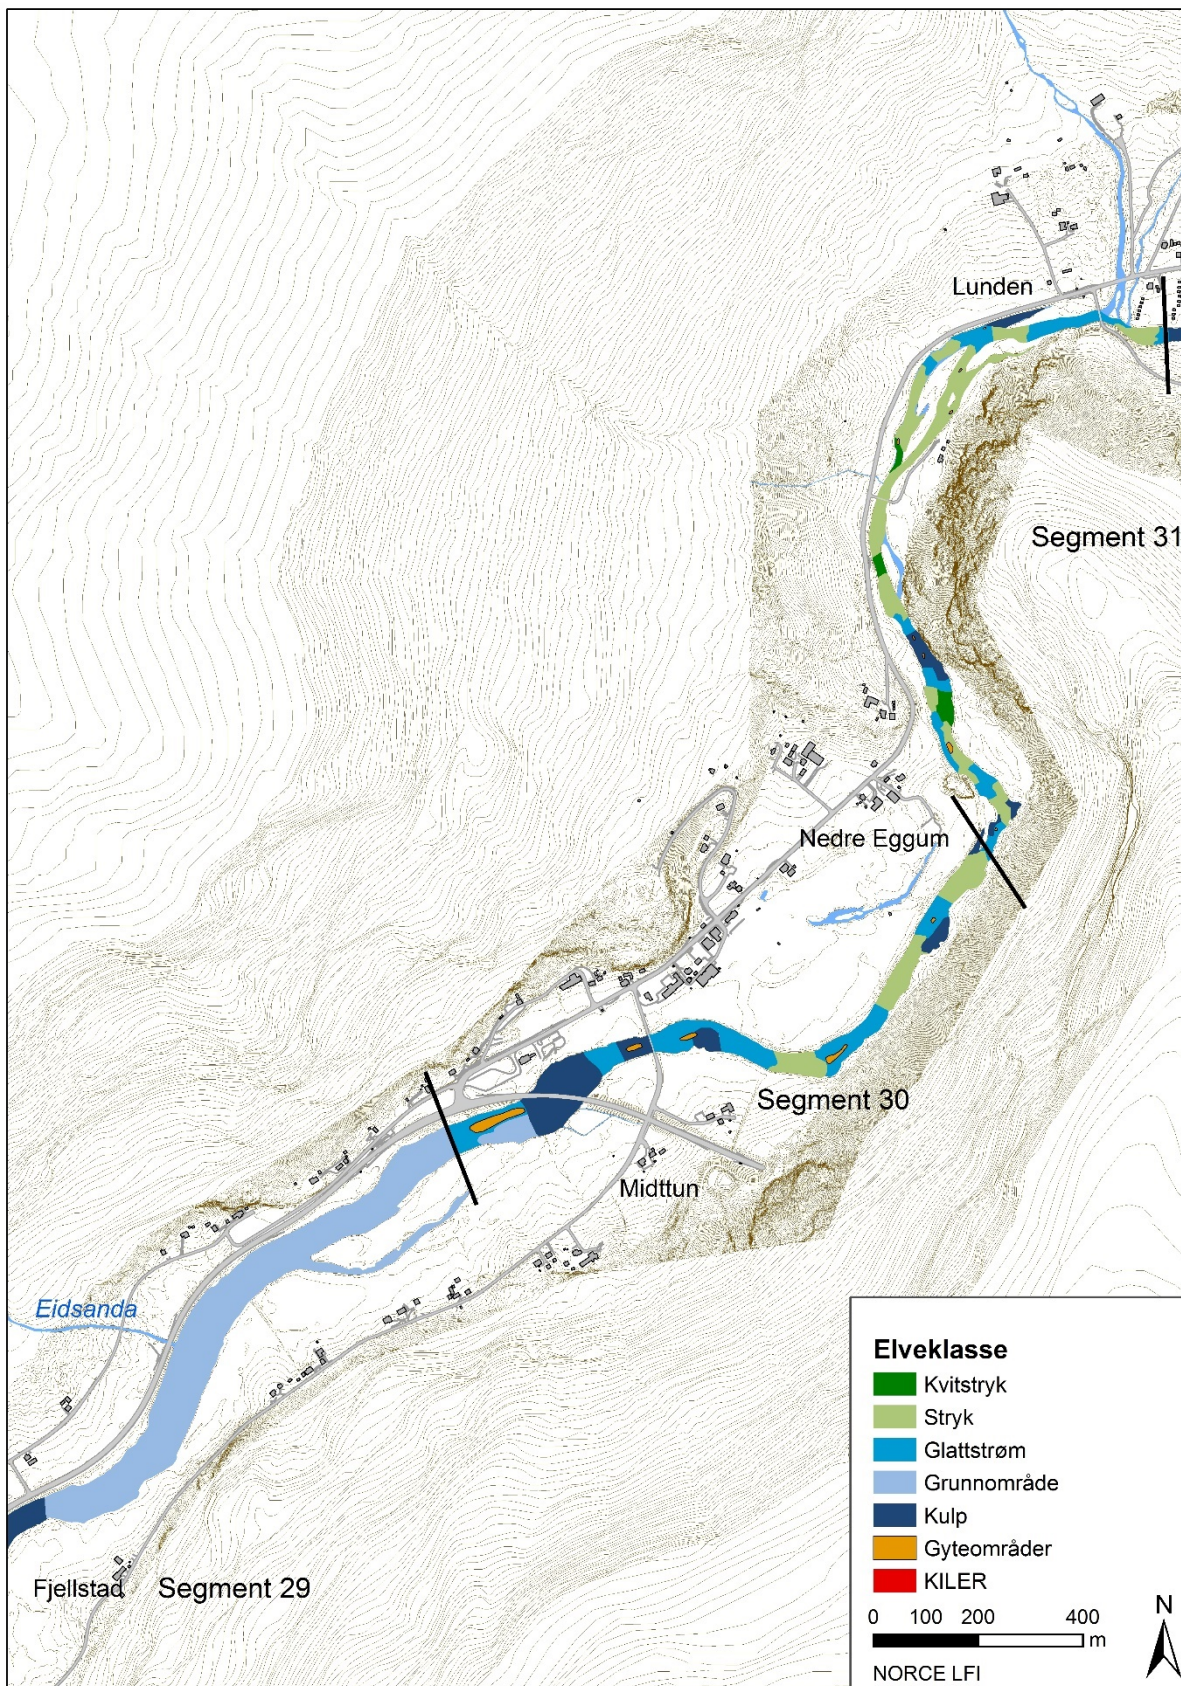 Lunden
Segment 31
Nedre Eggum
Segment 30
Midttun
Eidsanda
Fjellstad
Segment 29
Elveklasse
Kvitstryk
Stryk
Glattstrøm
Grunnområde
Kulp
Gyteområder
KILER
0 100 200 400
m
NORCE LFI
N